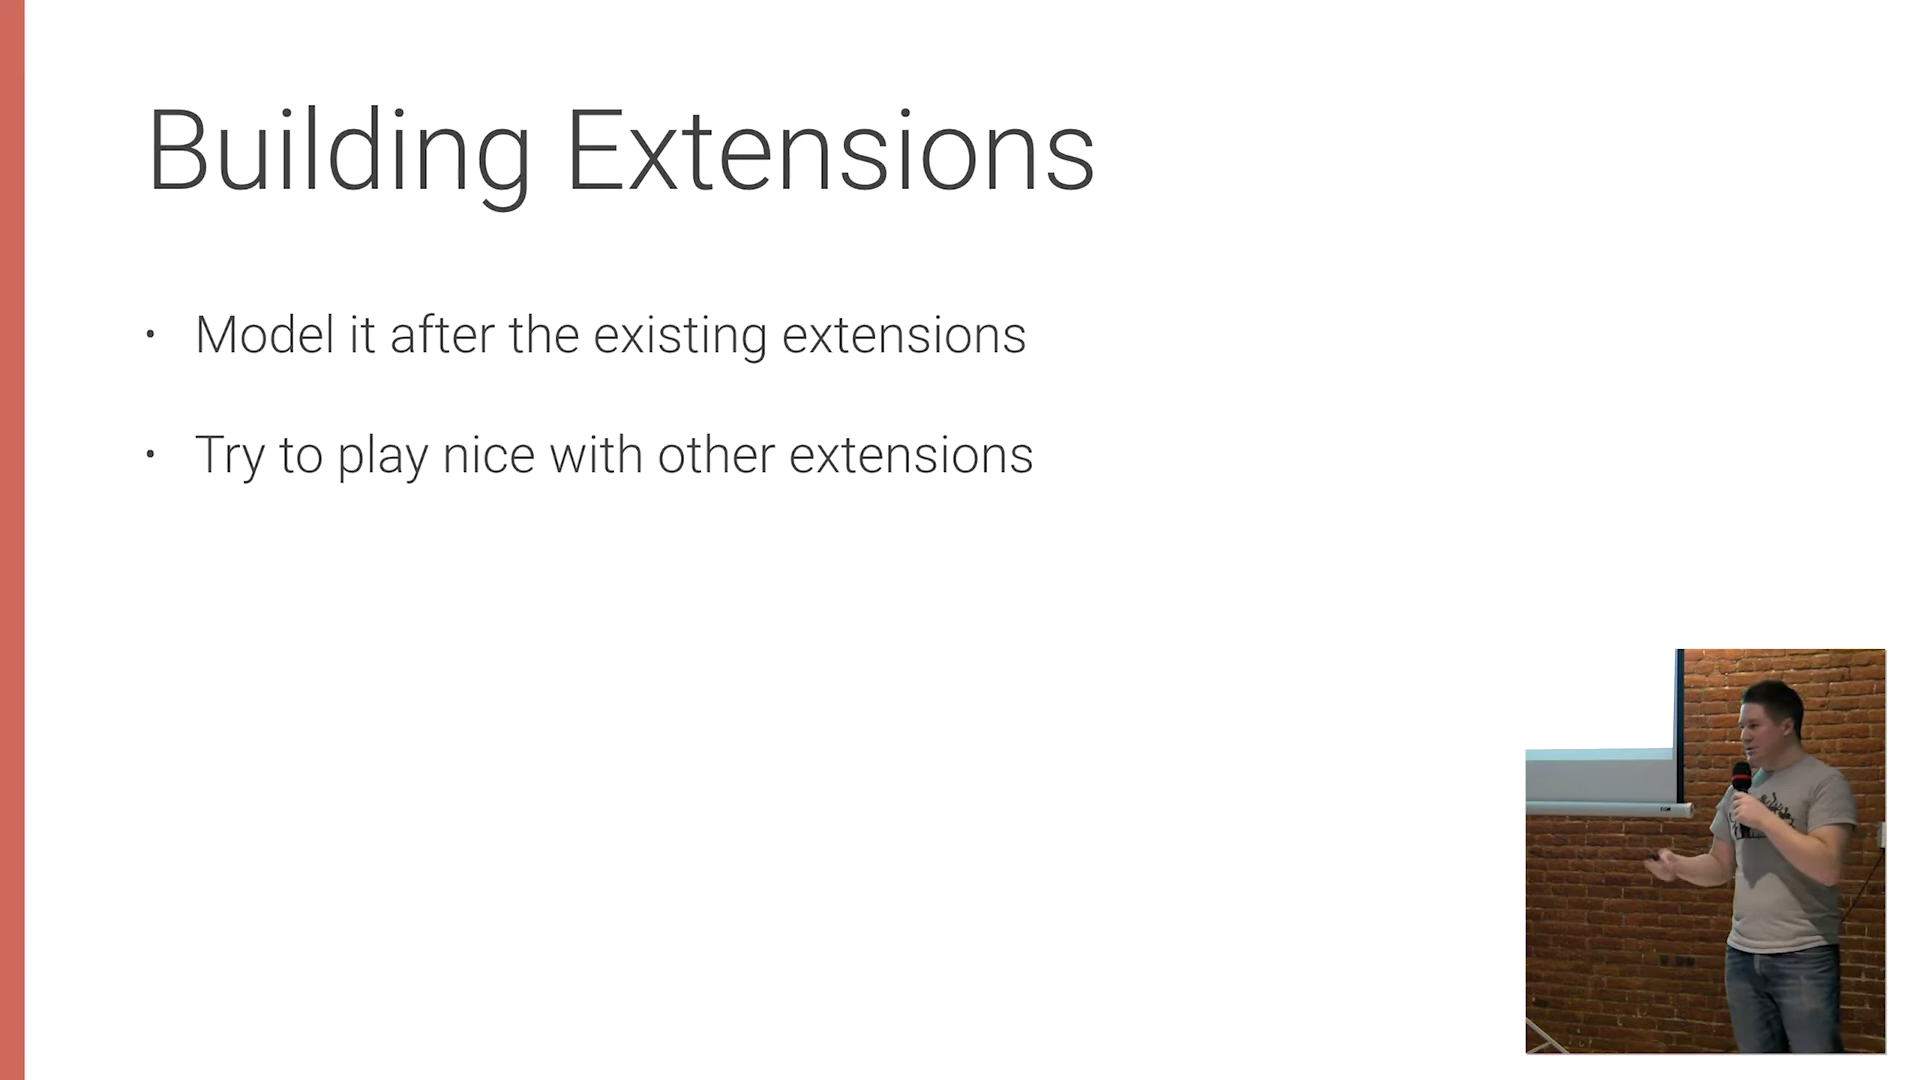 Building Extensions
• Model it after the existing extensions
• Try to play nice with other extensions